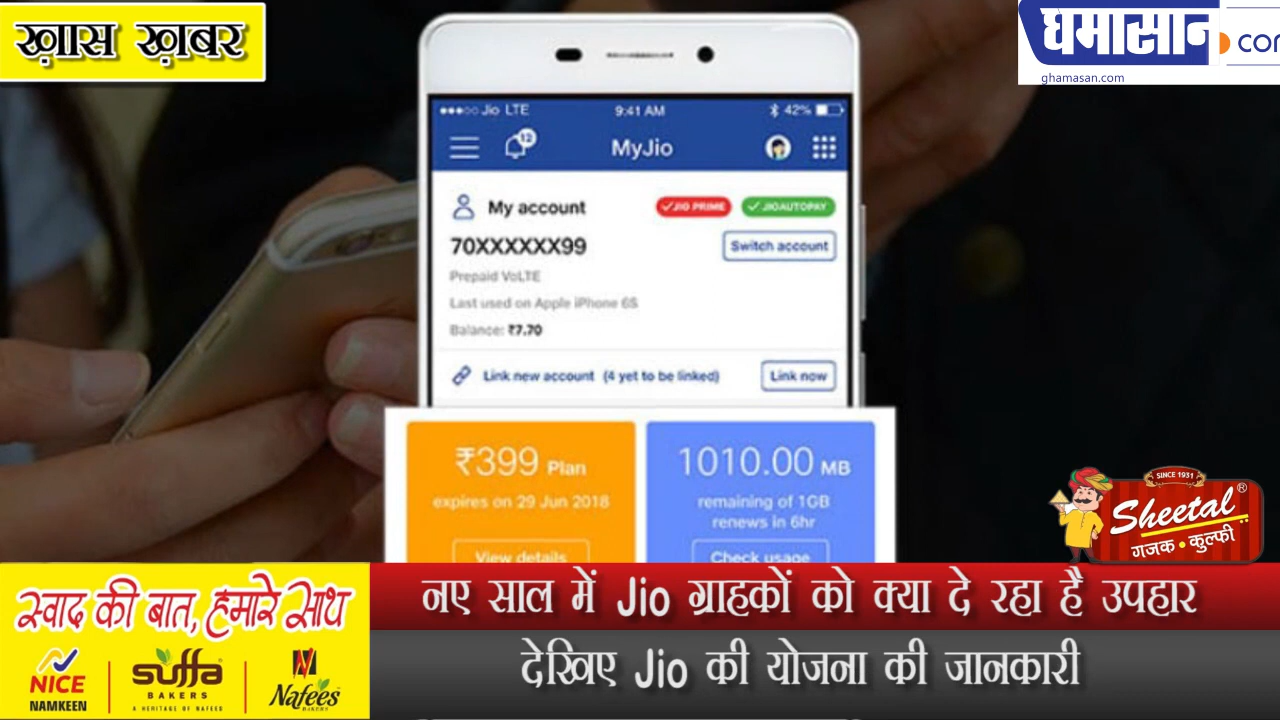 ख़ास ख़बर
घमासान
.com
ghamasan.com
Jio LTE
9:41 AM
42%
12
MyJio
My account
JIO PRIME
JIOAUTOPAY
70XXXXXX99
Switch account
Prepaid VoLTE
Last used on Apple iPhone 6S
Balance: ₹7.70
Link new account (4 yet to be linked)
Link now
₹399 Plan
expires on 29 Jun 2018
View details
1010.00 MB
remaining of 1GB
renews in 6hr
Check usage
SINCE 1931
Sheetal®
गजक • कुल्फी
नए साल में Jio ग्राहकों को क्या दे रहा है उपहार
देखिए Jio की योजना की जानकारी
स्वाद की बात, हमारे साथ
NICE
NAMKEEN
suffa
BAKERS
A HERITAGE OF NAFEES
Nafees
BAKERS